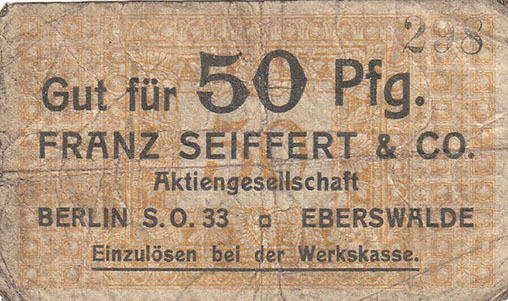 298
Gut für 50 Pfg.
FRANZ SEIFFERT & CO.
Aktiengesellschaft
BERLIN S.O. 33 ▫ EBERSWALDE
Einzulösen bei der Werkskasse.